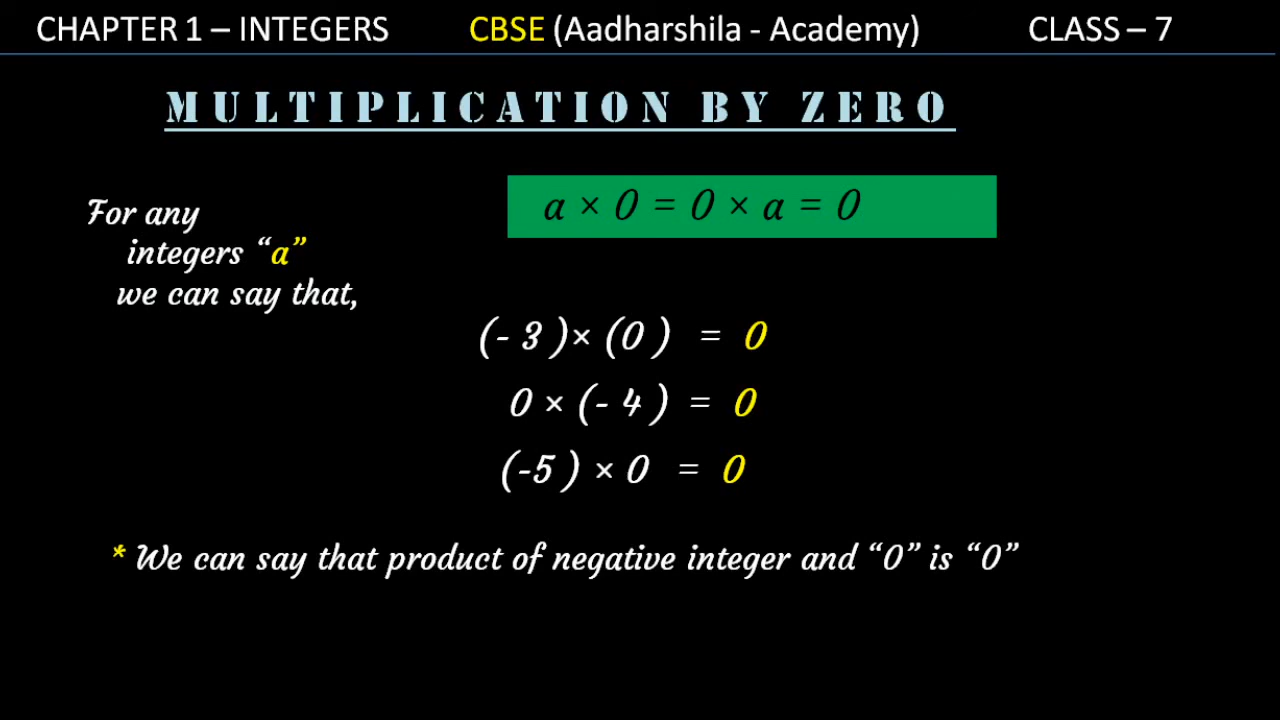 CHAPTER 1 – INTEGERS CBSE (Aadharshila - Academy) CLASS – 7
MULTIPLICATION BY ZERO
For any
integers “a”
we can say that,
a × 0 = 0 × a = 0
(- 3 )× (0 ) = 0
0 × (- 4 ) = 0
(-5 ) × 0 = 0
* We can say that product of negative integer and “0” is “0”